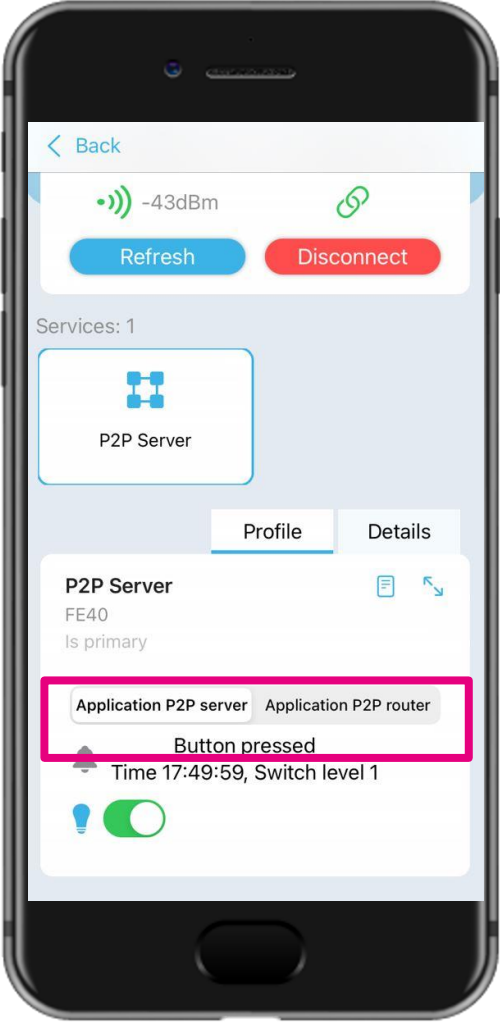 Back
-43dBm
Refresh Disconnect
Services: 1
P2P Server
Profile Details
P2P Server
FE40
Is primary
Application P2P server Application P2P router
Button pressed
Time 17:49:59, Switch level 1